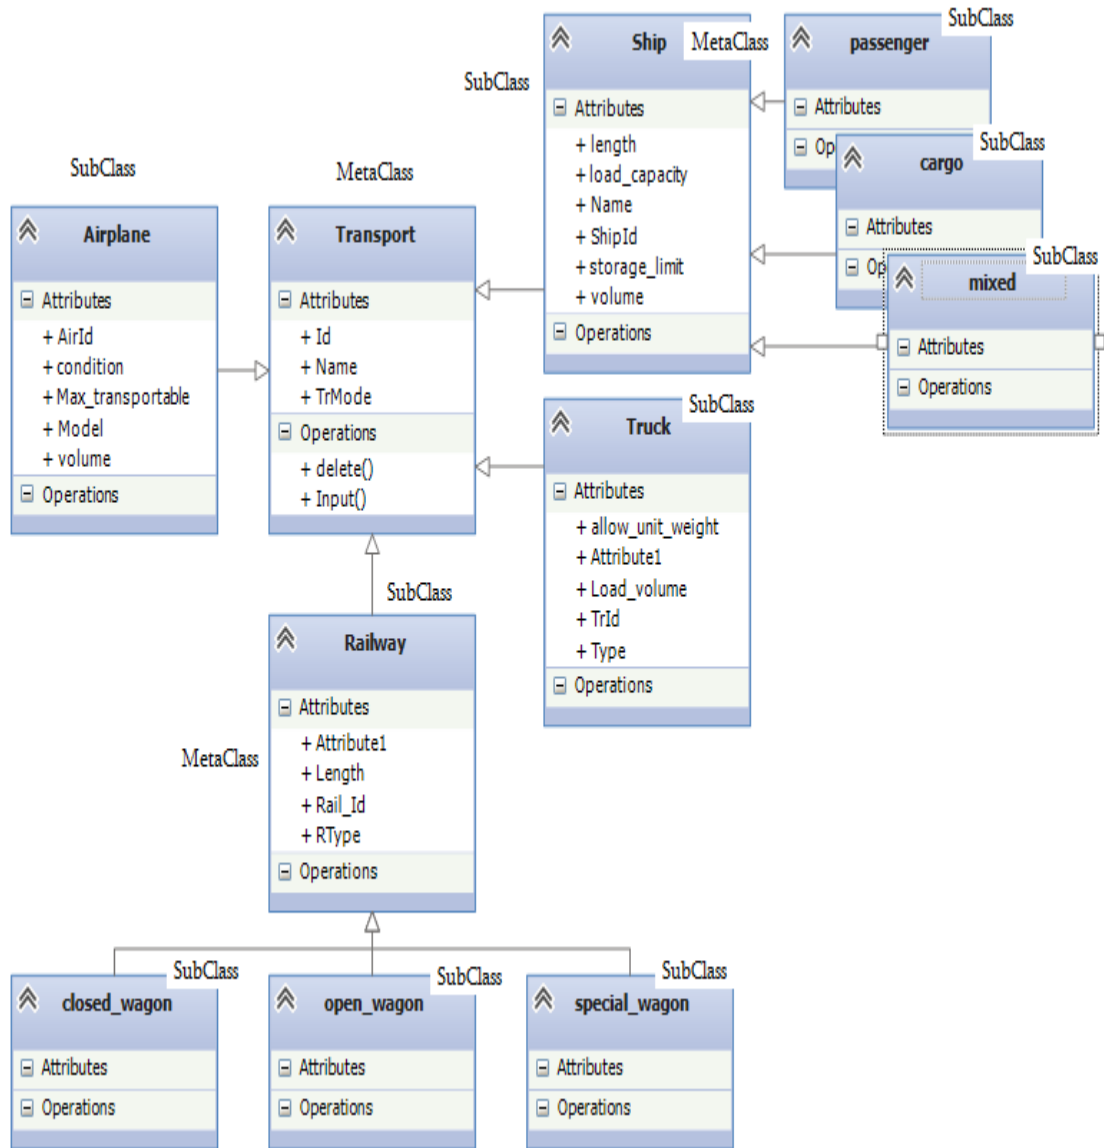 SubClass
Ship
MetaClass
passenger
SubClass
Attributes
+ length
+ load_capacity
+ Name
+ ShipId
+ storage_limit
+ volume
Operations
Attributes
Op
SubClass
cargo
Attributes
Op
SubClass
mixed
Attributes
Operations
SubClass
Airplane
Attributes
+ AirId
+ condition
+ Max_transportable
+ Model
+ volume
Operations
MetaClass
Transport
Attributes
+ Id
+ Name
+ TrMode
Operations
+ delete()
+ Input()
SubClass
Truck
Attributes
+ allow_unit_weight
+ Attribute1
+ Load_volume
+ TrId
+ Type
Operations
SubClass
Railway
MetaClass
Attributes
+ Attribute1
+ Length
+ Rail_Id
+ RType
Operations
SubClass
closed_wagon
Attributes
Operations
SubClass
open_wagon
Attributes
Operations
SubClass
special_wagon
Attributes
Operations